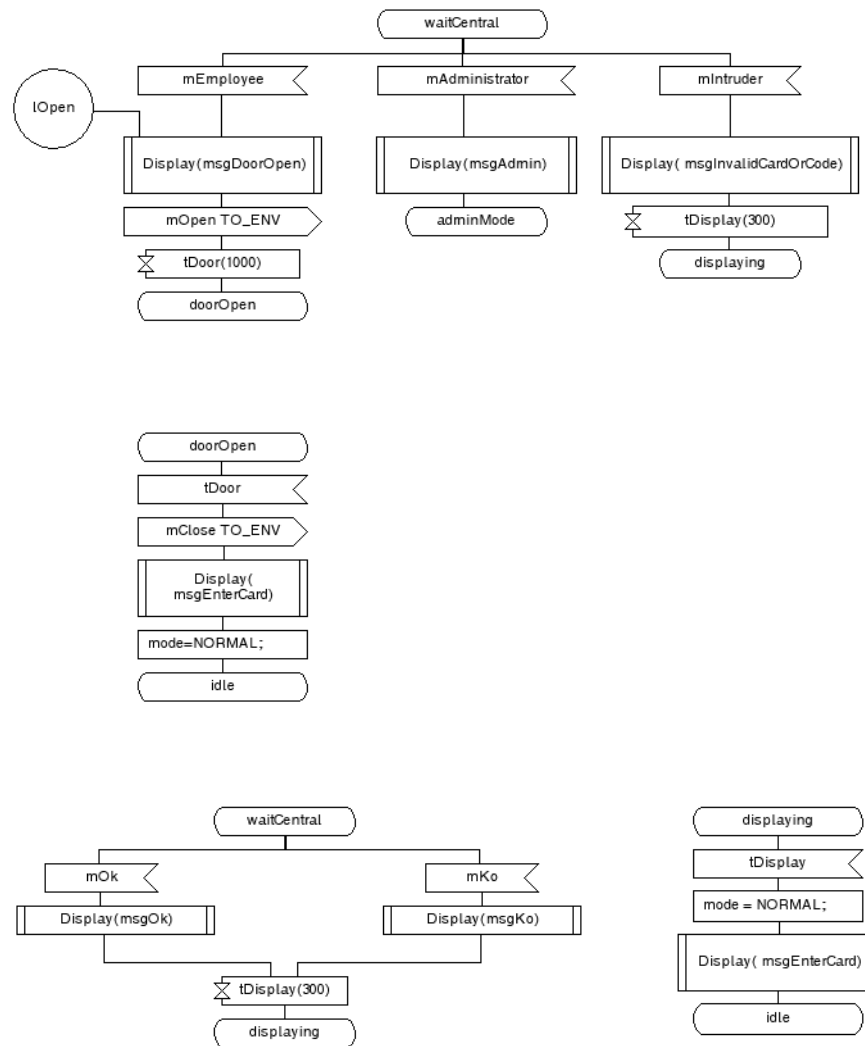 waitCentral
mEmployee
mAdministrator
mIntruder
lOpen
Display(msgDoorOpen)
Display(msgAdmin)
Display( msgInvalidCardOrCode)
mOpen TO_ENV
adminMode
tDisplay(300)
tDoor(1000)
displaying
doorOpen
doorOpen
tDoor
mClose TO_ENV
Display(
msgEnterCard)
mode=NORMAL;
idle
waitCentral
mOk
mKo
Display(msgOk)
Display(msgKo)
tDisplay(300)
displaying
displaying
tDisplay
mode = NORMAL;
Display( msgEnterCard)
idle